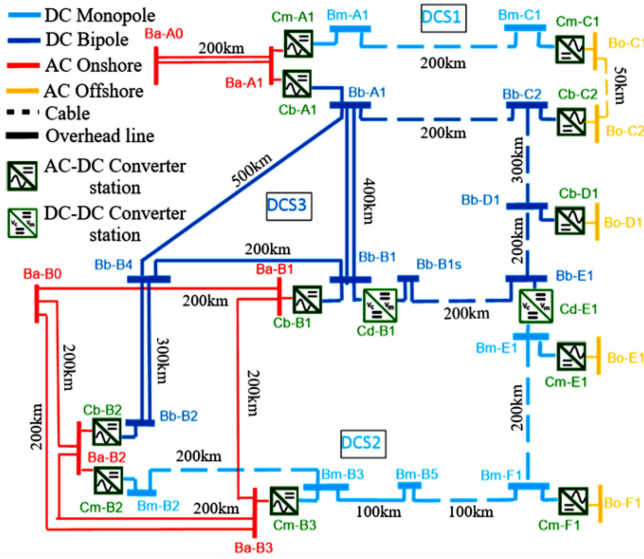 DC Monopole
DC Bipole
AC Onshore
AC Offshore
Cable
Overhead line
AC-DC Converter
station
DC-DC Converter
station
Ba-A0
200km
Ba-A1
Cm-A1
Cb-A1
Bm-A1
DCS1
200km
Bm-C1
Cm-C1
Bo-C1
50km
Bb-A1
200km
Bb-C2
Cb-C2
Bo-C2
500km
DCS3
400km
300km
Bb-D1
Cb-D1
Bo-D1
200km
Bb-B4
200km
Ba-B1
Bb-B1
Bb-B1s
Bb-E1
Ba-B0
200km
Cb-B1
Cd-B1
200km
Cd-E1
Bm-E1
Cm-E1
Bo-E1
200km
300km
200km
200km
200km
Cb-B2
Bb-B2
Ba-B2
Cm-B2
Bm-B2
200km
DCS2
Bm-B3
Bm-B5
Bm-F1
200km
Cm-B3
100km
100km
Cm-F1
Bo-F1
Ba-B3